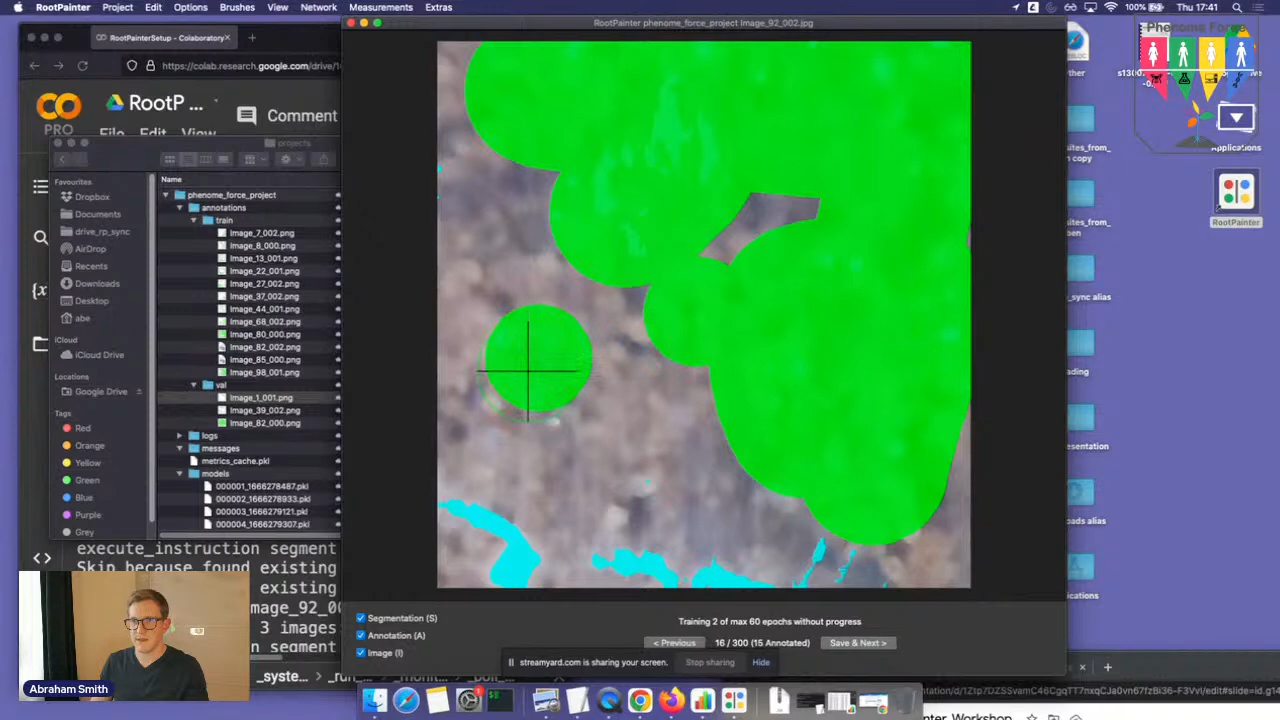 RootPainter File Edit Options Brushes View Network Measurements Extras
100% Thu 17:41
RootPainter phenome_force_project Image_92_002.jpg
RootPainterSetup - Colaboratory
https://colab.research.google.com/drive/1
RootP ...
PRO
File Edit View
Comment
projects
Favourites
Dropbox
Documents
drive_rp_sync
AirDrop
Recents
Downloads
Desktop
abe
iCloud
iCloud Drive
Locations
Google Drive
Tags
Red
Orange
Yellow
Green
Blue
Purple
Grey
Name
phenome_force_project
annotations
train
Image_7_002.png
Image_8_000.png
Image_13_001.png
Image_22_001.png
Image_27_002.png
Image_37_002.png
Image_44_001.png
Image_68_002.png
Image_80_000.png
Image_82_002.png
Image_85_000.png
Image_98_001.png
val
Image_1_001.png
Image_39_002.png
Image_82_000.png
logs
messages
metrics_cache.pkl
models
000001_1666278487.pkl
000002_1666278933.pkl
000003_1666279121.pkl
000004_1666279307.pkl
execute_instruction segment
Skip because found existing
existing
mage_92_00
3 images
n segment
Segmentation (S)
Annotation (A)
Image (I)
Training 2 of max 60 epochs without progress
< Previous 16 / 300 (15 Annotated) Save & Next >
streamyard.com is sharing your screen. Stop sharing Hide
Abraham Smith
Phenome Force
Applications
RootPainter